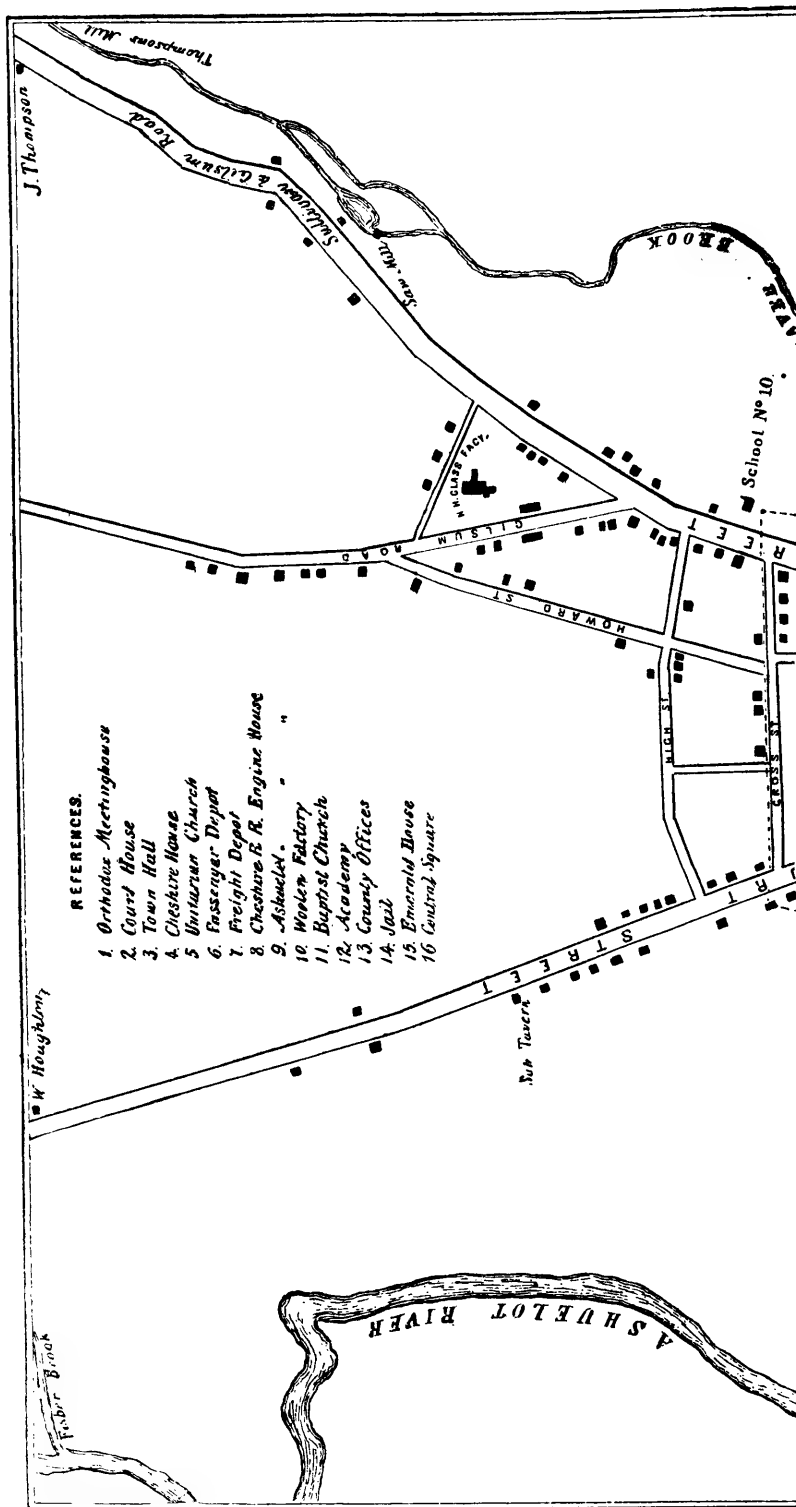 REFERENCES.
1. Orthodox Meetinghouse
2. Court House
3. Town Hall
4. Cheshire House
5 Unitarian Church
6. Passenger Depot
7. Freight Depot
8. Cheshire R. R. Engine House
9. Ashuelot. " "
10. Woolen Factory
11. Baptist Church
12. Academy
13. County Offices
14. Jail
15. Emerald House
16 Central Square
J. Thompson
Thompsons Mill
Sullivan & Gilsum Road
Saw-Mill
BROOK
School No 10.
N H. GLASS FACY.
GILSUM ROAD
HOWARD ST
HIGH ST
CROSS ST
REET
STREET
W Houghton
Tavern
ASHUELOT RIVER
Fisher Brook